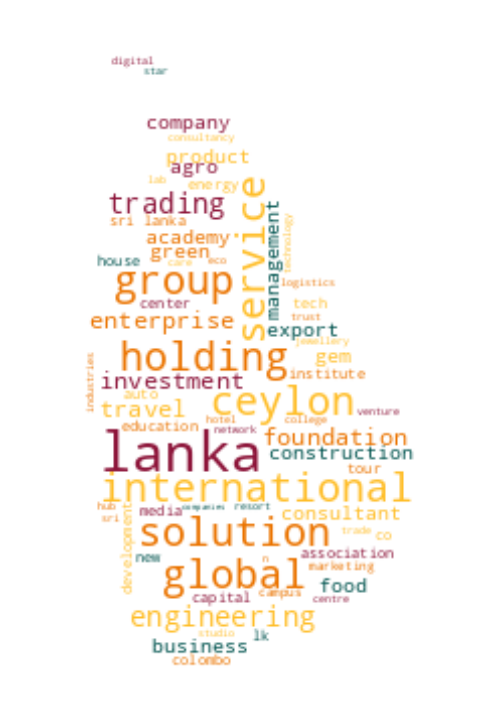 digital
star
company
consultancy
product
agro
lab
energy
service
trading
management
sri lanka
technology
academy
green
house
care
eco
group
logistics
center
tech
trust
enterprise
export
jewellery
holding
gem
industries
institute
investment
auto
ceylon
travel
venture
hotel
college
education
network
foundation
lanka
construction
tour
international
hub
media
companies
resort
consultant
sri
development
solution
trade
co
new
association
n
marketing
global
food
campus
capital
centre
engineering
studio
lk
business
colombo